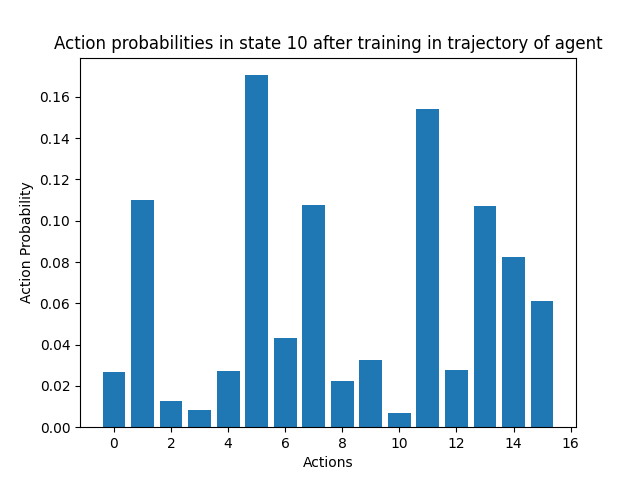 Action probabilities in state 10 after training in trajectory of agent
0.16
0.14
0.12
0.10
0.08
0.06
0.04
0.02
0.00
Action Probability
0 2 4 6 8 10 12 14 16
Actions